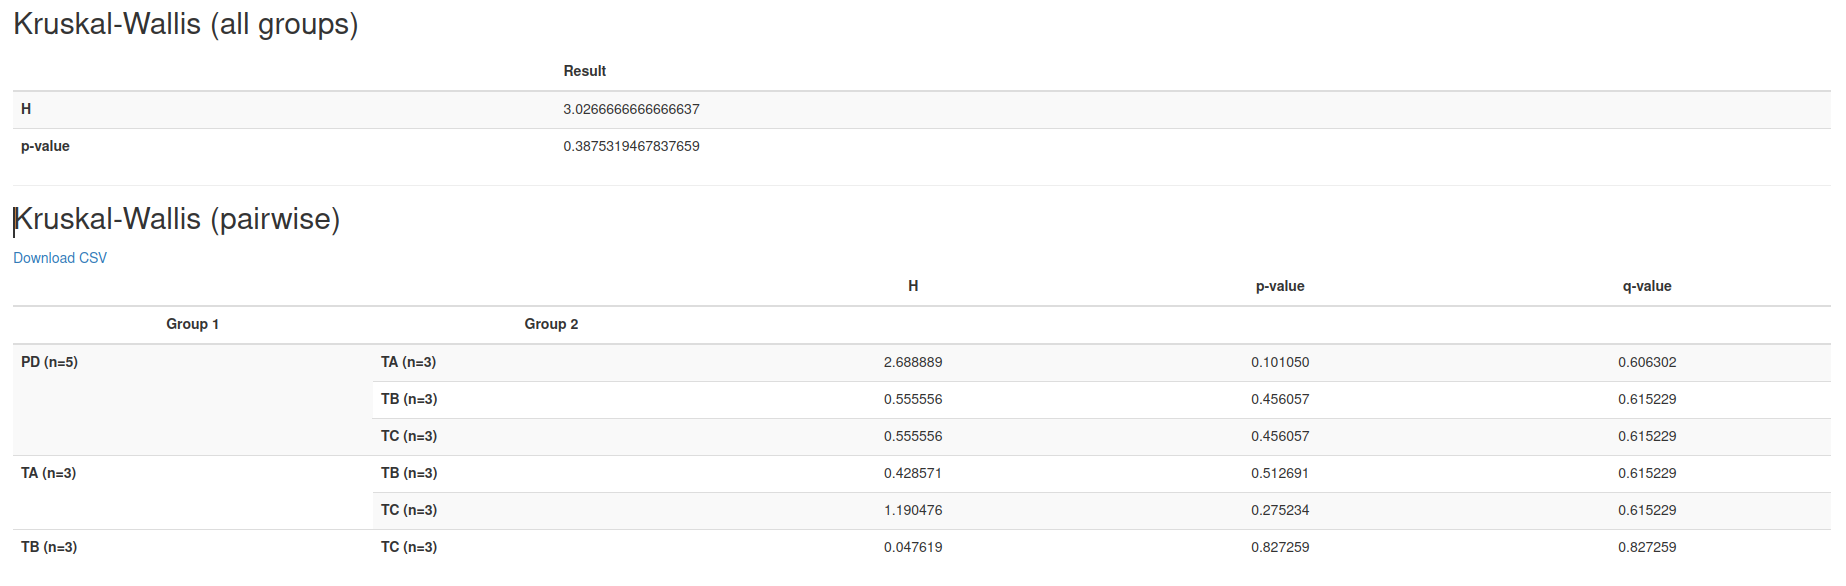 Kruskal-Wallis (all groups)
Result
H 3.0266666666666637
p-value 0.3875319467837659
Kruskal-Wallis (pairwise)
Download CSV
H p-value q-value
Group 1 Group 2
PD (n=5) TA (n=3) 2.688889 0.101050 0.606302
TB (n=3) 0.555556 0.456057 0.615229
TC (n=3) 0.555556 0.456057 0.615229
TA (n=3) TB (n=3) 0.428571 0.512691 0.615229
TC (n=3) 1.190476 0.275234 0.615229
TB (n=3) TC (n=3) 0.047619 0.827259 0.827259